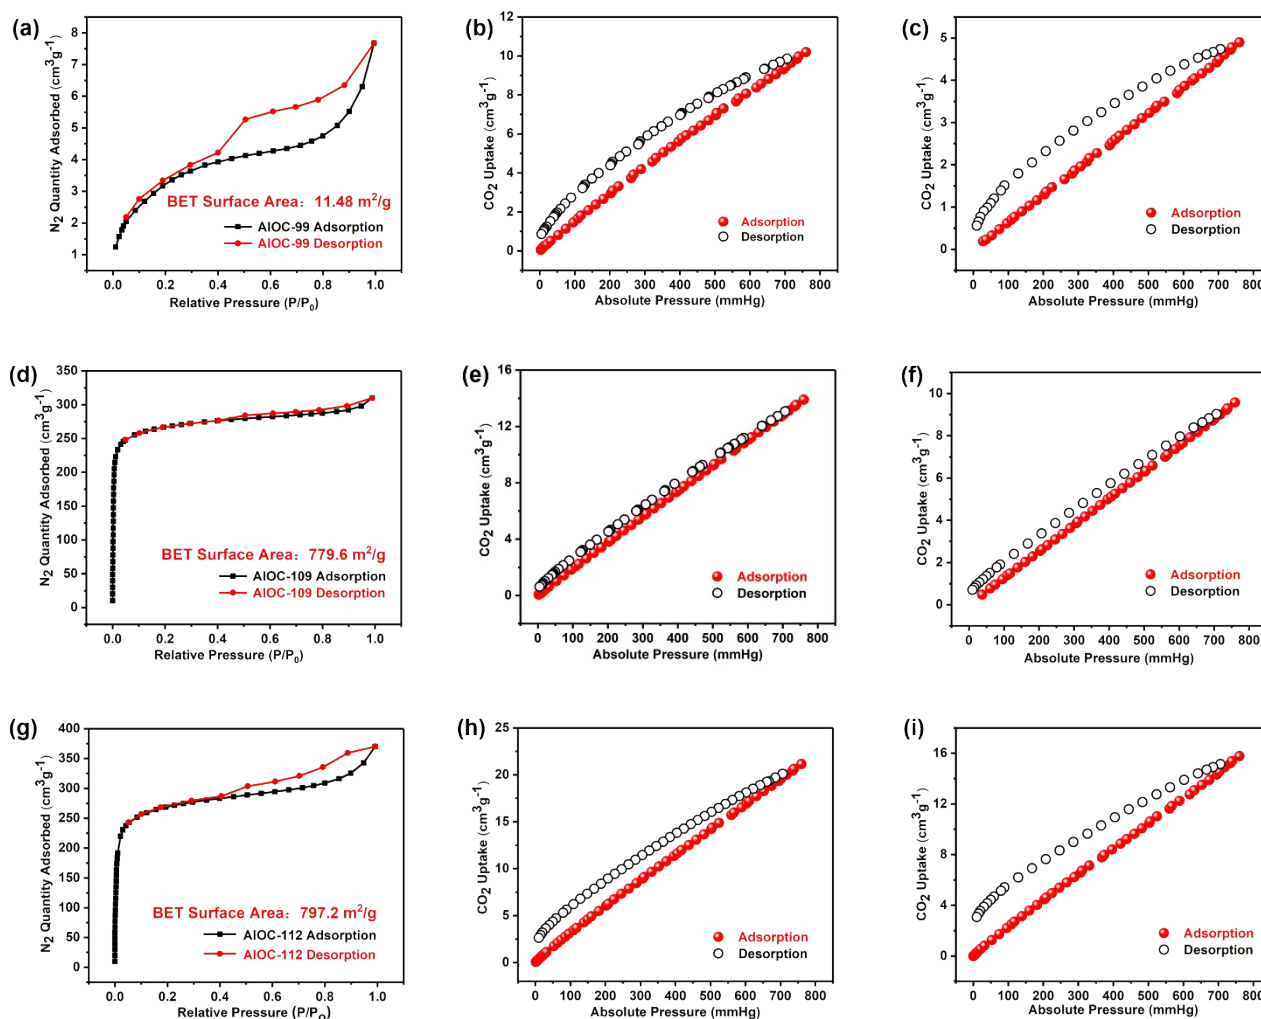 (a)
N2 Quantity Adsorbed (cm3g-1)
8
7
6
5
4
3
2
1
BET Surface Area: 11.48 m2/g
AlOC-99 Adsorption
AlOC-99 Desorption
0.0 0.2 0.4 0.6 0.8 1.0
Relative Pressure (P/P0)
(b)
CO2 Uptake (cm3g-1)
12
10
8
6
4
2
0
Adsorption
Desorption
0 100 200 300 400 500 600 700 800
Absolute Pressure (mmHg)
(c)
CO2 Uptake (cm3g-1)
5
4
3
2
1
0
Adsorption
Desorption
0 100 200 300 400 500 600 700 800
Absolute Pressure (mmHg)
(d)
N2 Quantity Adsorbed (cm3g-1)
350
300
250
200
150
100
50
0
BET Surface Area: 779.6 m2/g
AlOC-109 Adsorption
AlOC-109 Desorption
0.0 0.2 0.4 0.6 0.8 1.0
Relative Pressure (P/P0)
(e)
CO2 Uptake (cm3g-1)
16
12
8
4
0
Adsorption
Desorption
0 100 200 300 400 500 600 700 800
Absolute Pressure (mmHg)
(f)
CO2 Uptake (cm3g-1)
10
8
6
4
2
0
Adsorption
Desorption
0 100 200 300 400 500 600 700 800
Absolute Pressure (mmHg)
(g)
N2 Quantity Adsorbed (cm3g-1)
400
350
300
250
200
150
100
50
0
BET Surface Area: 797.2 m2/g
AlOC-112 Adsorption
AlOC-112 Desorption
0.0 0.2 0.4 0.6 0.8 1.0
Relative Pressure (P/P0)
(h)
CO2 Uptake (cm3g-1)
25
20
15
10
5
0
Adsorption
Desorption
0 100 200 300 400 500 600 700 800
Absolute Pressure (mmHg)
(i)
CO2 Uptake (cm3g-1)
16
12
8
4
0
Adsorption
Desorption
0 100 200 300 400 500 600 700 800
Absolute Pressure (mmHg)